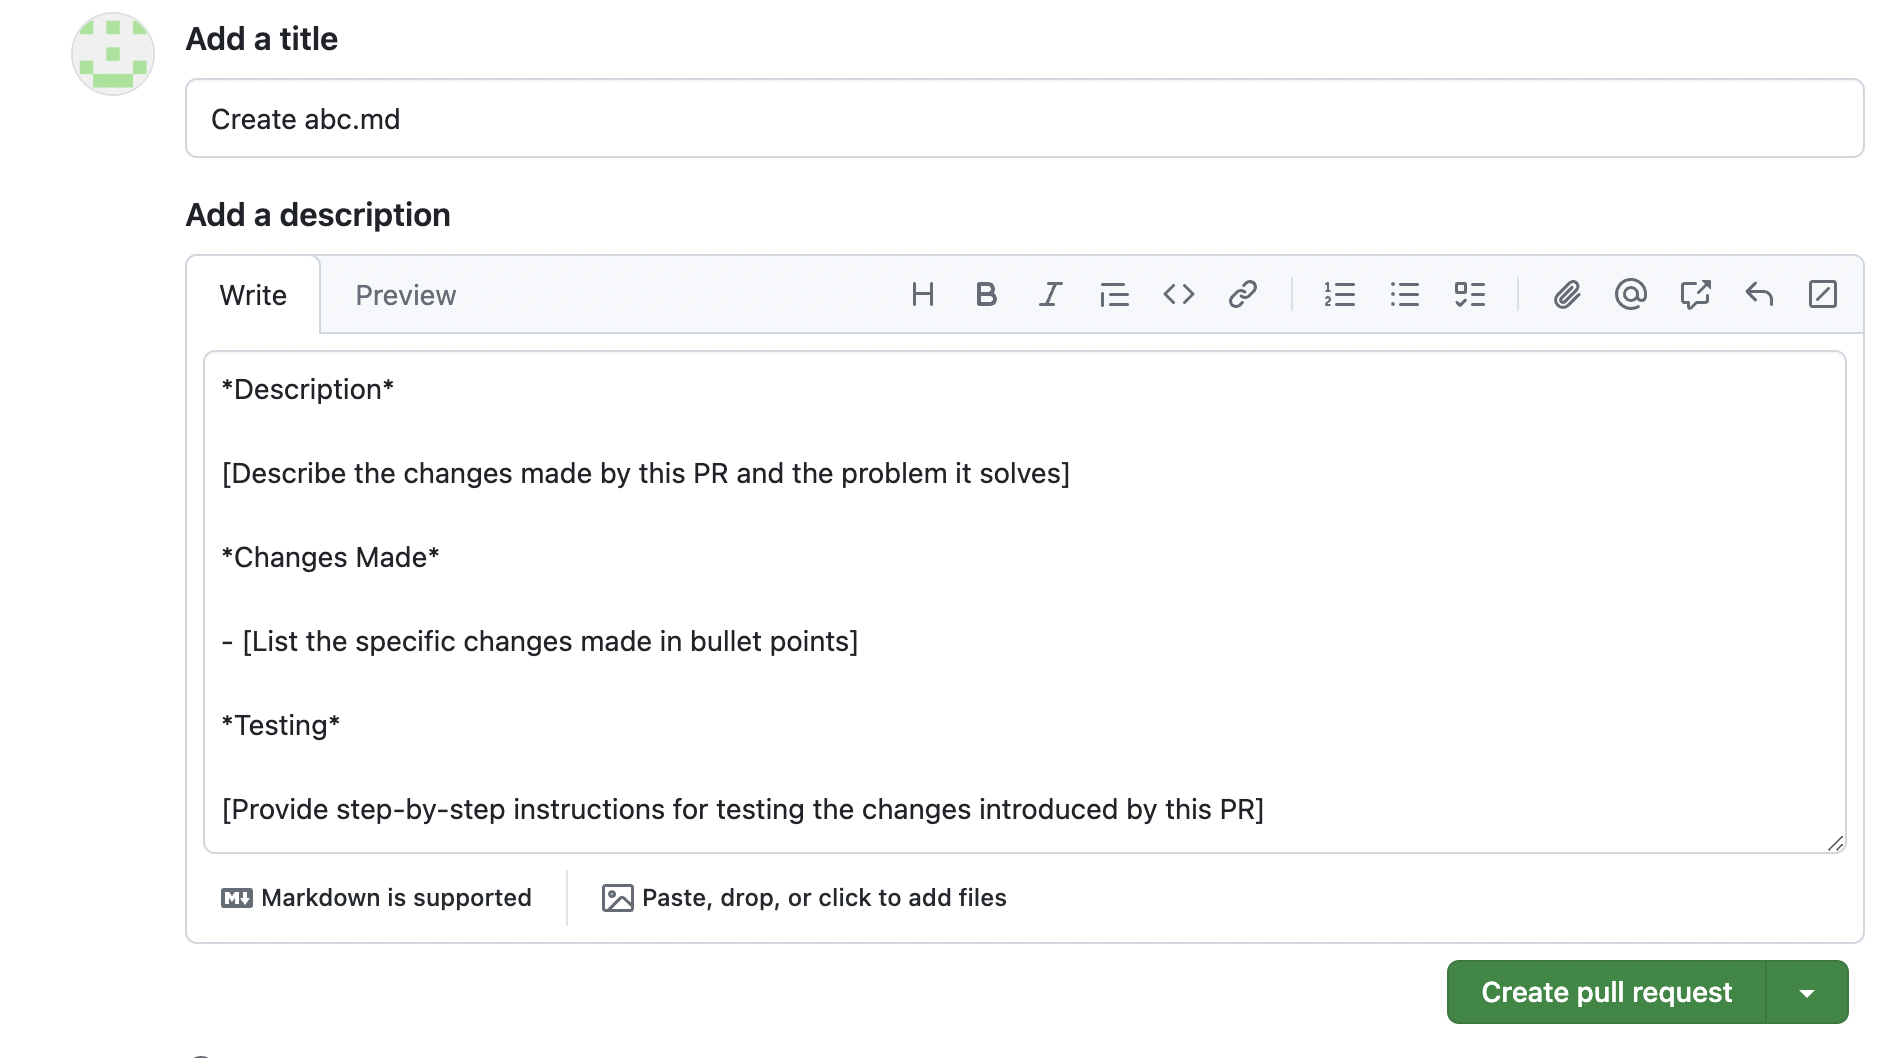 Add a title
Create abc.md
Add a description
Write
Preview
*Description*
[Describe the changes made by this PR and the problem it solves]
*Changes Made*
- [List the specific changes made in bullet points]
*Testing*
[Provide step-by-step instructions for testing the changes introduced by this PR]
Markdown is supported
Paste, drop, or click to add files
Create pull request